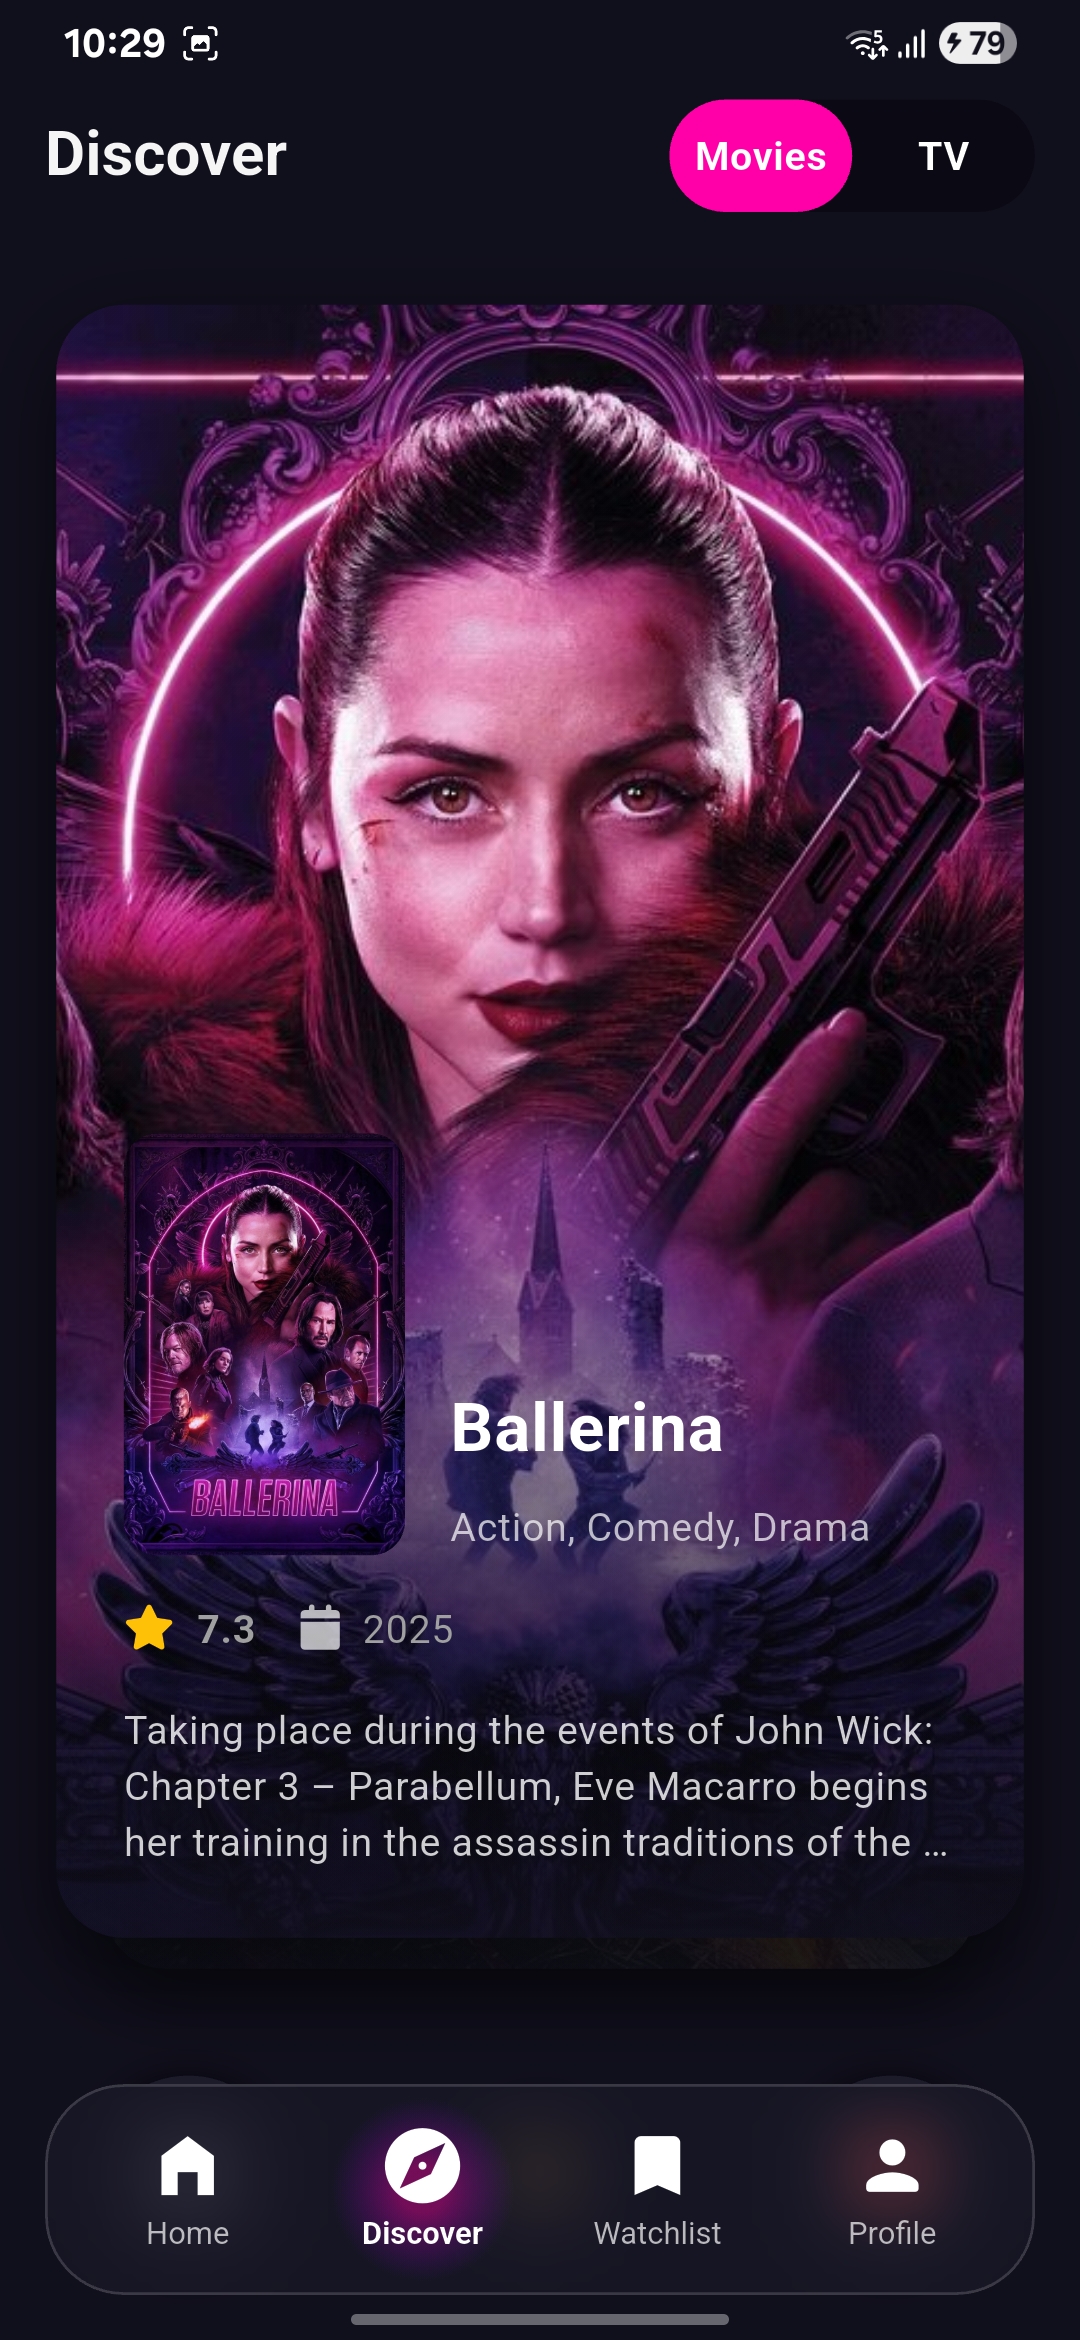 10:29
5
79
Discover
Movies
TV
BALLERINA
Ballerina
Action, Comedy, Drama
7.3
2025
Taking place during the events of John Wick:
Chapter 3 – Parabellum, Eve Macarro begins
her training in the assassin traditions of the ...
Home
Discover
Watchlist
Profile